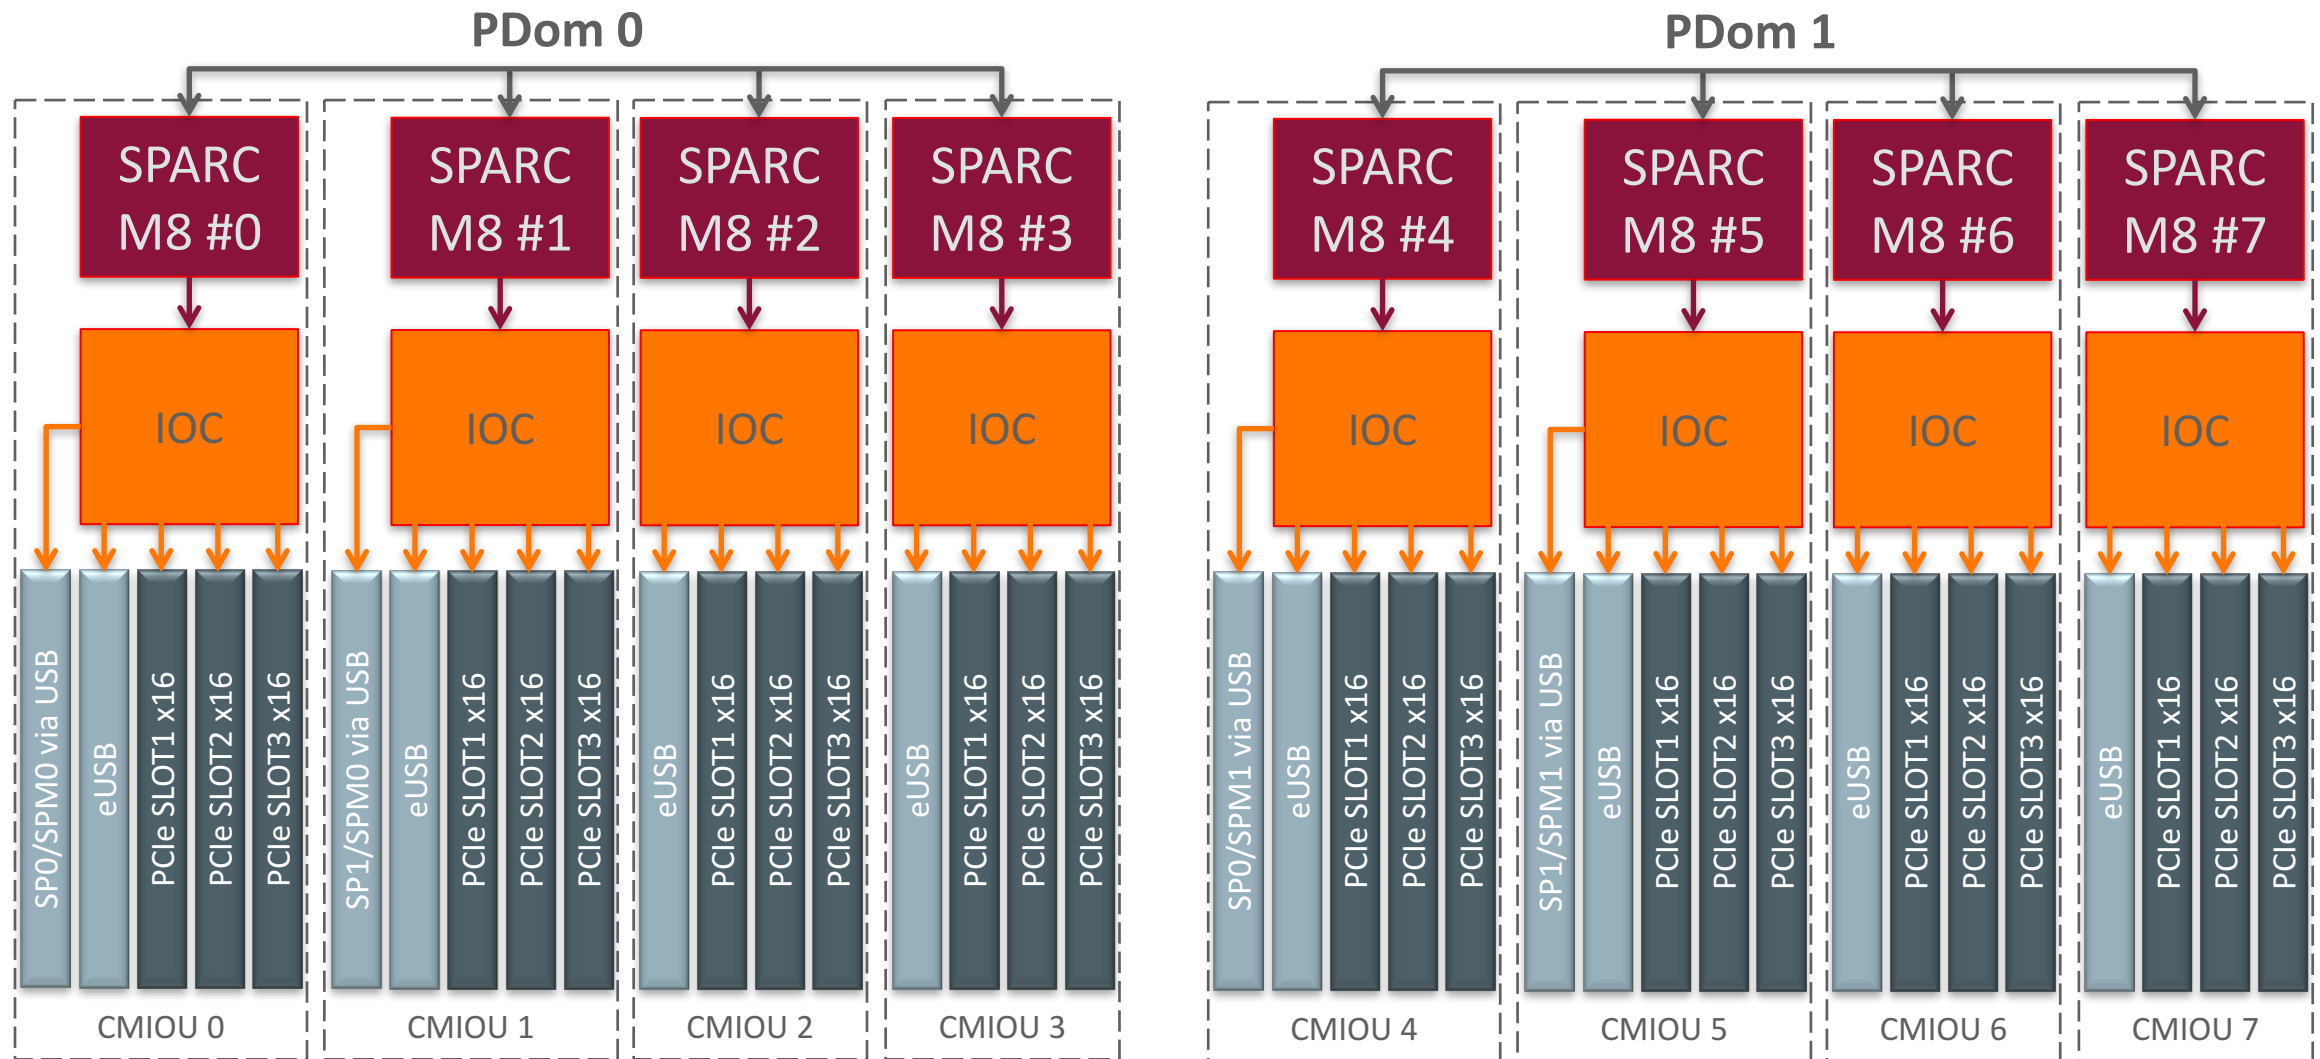 PDom 0
SPARC
M8 #0
IOC
SP0/SPM0 via USB
eUSB
PCIe SLOT1 x16
PCIe SLOT2 x16
PCIe SLOT3 x16
CMIOU 0
SPARC
M8 #1
IOC
SP1/SPM0 via USB
eUSB
PCIe SLOT1 x16
PCIe SLOT2 x16
PCIe SLOT3 x16
CMIOU 1
SPARC
M8 #2
IOC
eUSB
PCIe SLOT1 x16
PCIe SLOT2 x16
PCIe SLOT3 x16
CMIOU 2
SPARC
M8 #3
IOC
eUSB
PCIe SLOT1 x16
PCIe SLOT2 x16
PCIe SLOT3 x16
CMIOU 3
PDom 1
SPARC
M8 #4
IOC
SP0/SPM1 via USB
eUSB
PCIe SLOT1 x16
PCIe SLOT2 x16
PCIe SLOT3 x16
CMIOU 4
SPARC
M8 #5
IOC
SP1/SPM1 via USB
eUSB
PCIe SLOT1 x16
PCIe SLOT2 x16
PCIe SLOT3 x16
CMIOU 5
SPARC
M8 #6
IOC
eUSB
PCIe SLOT1 x16
PCIe SLOT2 x16
PCIe SLOT3 x16
CMIOU 6
SPARC
M8 #7
IOC
eUSB
PCIe SLOT1 x16
PCIe SLOT2 x16
PCIe SLOT3 x16
CMIOU 7